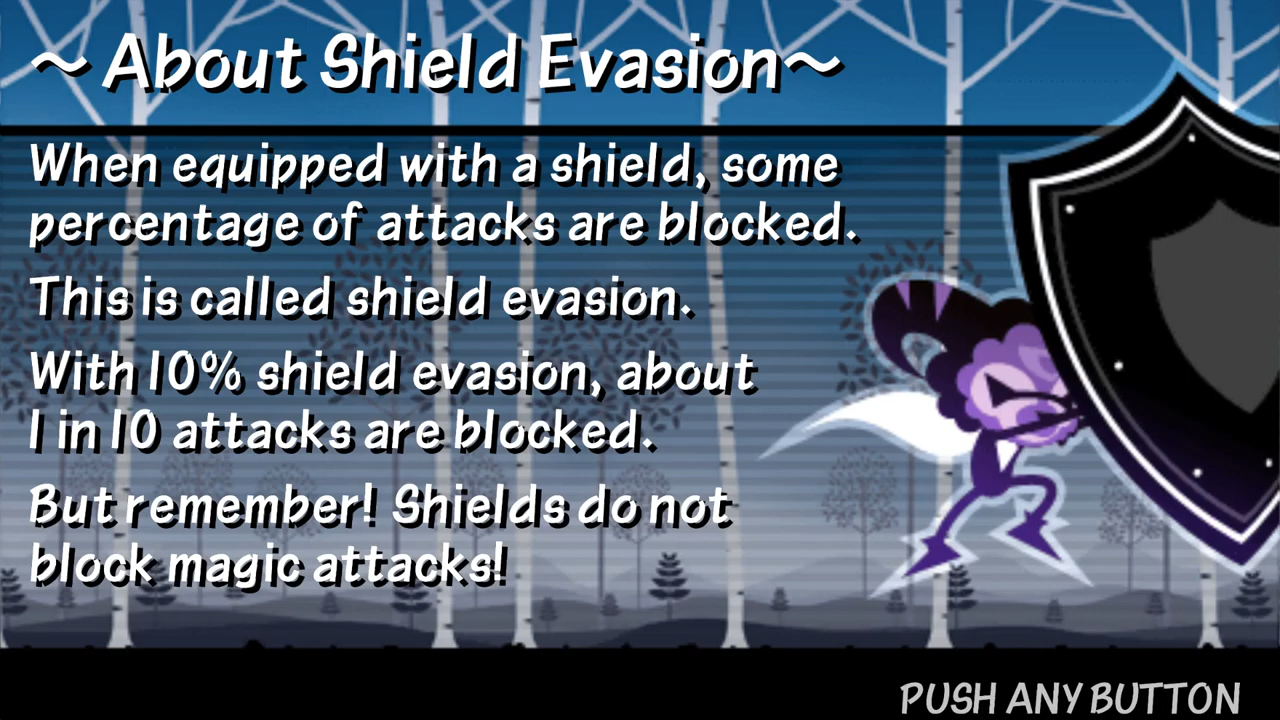 ～ About Shield Evasion～
When equipped with a shield, some
percentage of attacks are blocked.
This is called shield evasion.
With 10% shield evasion, about
1 in 10 attacks are blocked.
But remember! Shields do not
block magic attacks!
PUSH ANY BUTTON